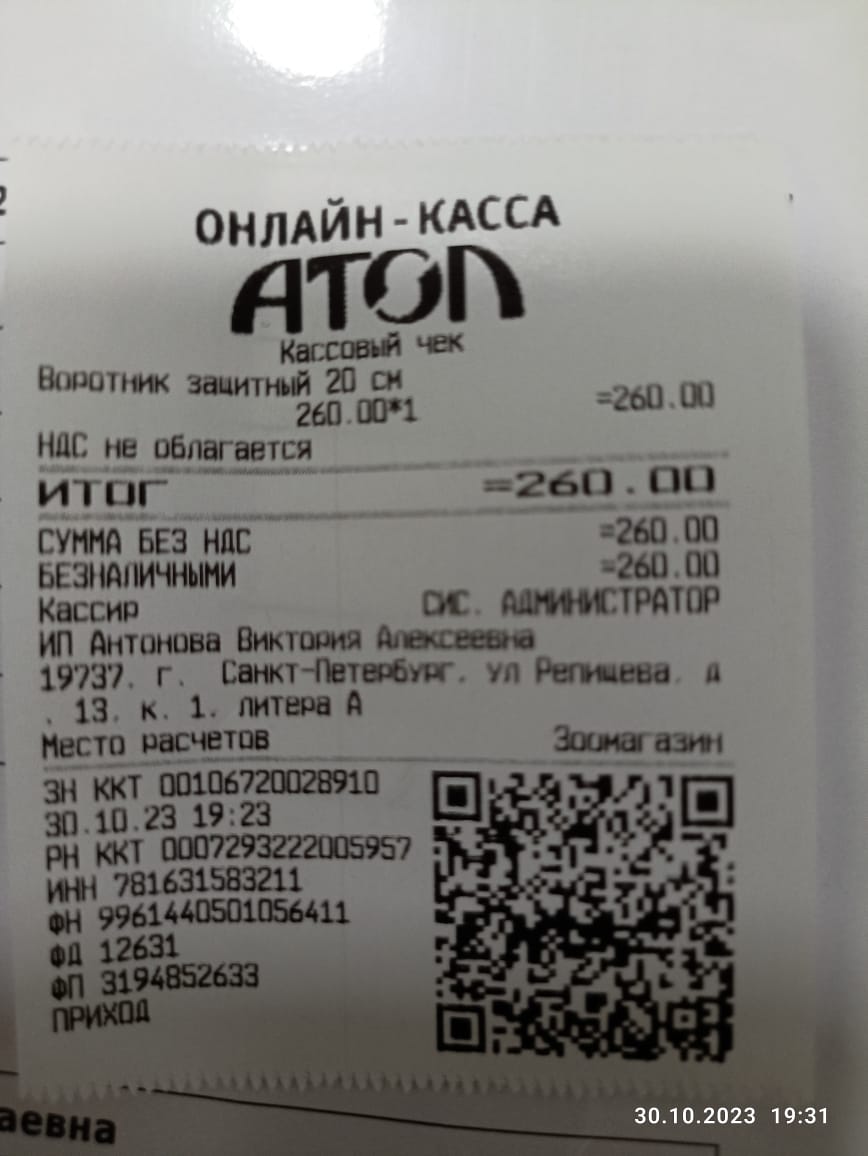 ОНЛАЙН-КАССА
АТОЛ
Кассовый чек
Воротник защитный 20 см
260.00*1 =260.00
НДС не облагается
ИТОГ =260.00
СУММА БЕЗ НДС =260.00
БЕЗНАЛИЧНЫМИ =260.00
Кассир СИС. АДМИНИСТРАТОР
ИП Антонова Виктория Алексеевна
19737, г. Санкт-Петербург, ул Репищева, д
. 13, к. 1, литера А
Место расчетов Зоомагазин
ЗН ККТ 00106720028910
30.10.23 19:23
РН ККТ 0007293222005957
ИНН 781631583211
ФН 9961440501056411
ФД 12631
ФП 3194852633
ПРИХОД
аевна
30.10.2023 19:31